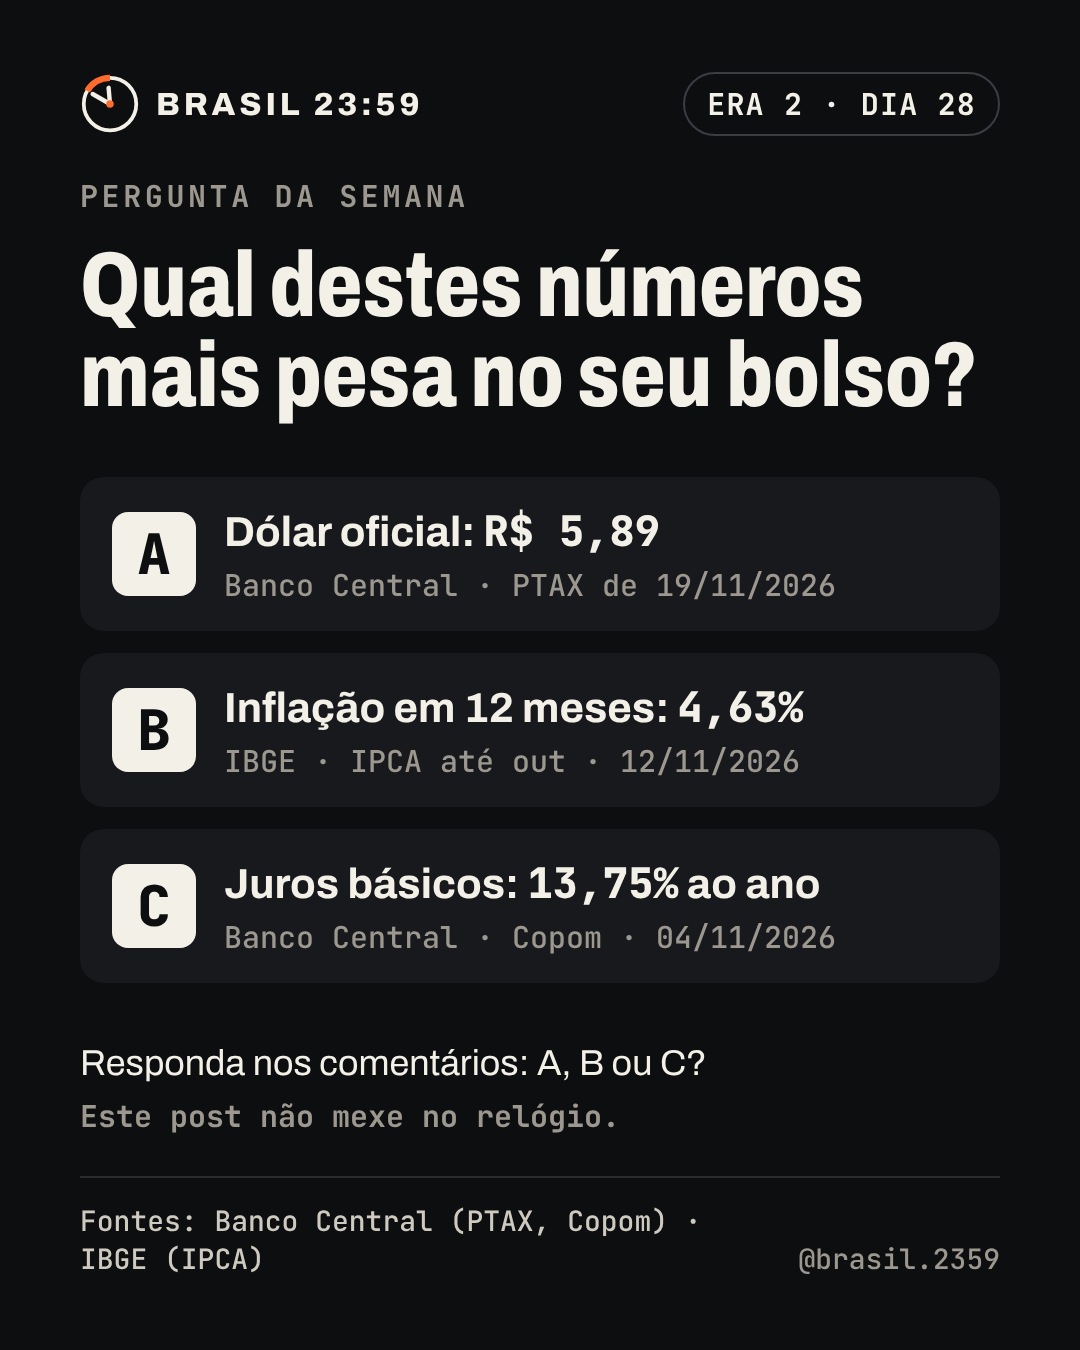 BRASIL 23:59
ERA 2 · DIA 28
PERGUNTA DA SEMANA
Qual destes números
mais pesa no seu bolso?
A
Dólar oficial: R$ 5,89
Banco Central · PTAX de 19/11/2026
B
Inflação em 12 meses: 4,63%
IBGE · IPCA até out · 12/11/2026
C
Juros básicos: 13,75% ao ano
Banco Central · Copom · 04/11/2026
Responda nos comentários: A, B ou C?
Este post não mexe no relógio.
Fontes: Banco Central (PTAX, Copom) ·
IBGE (IPCA)
@brasil.2359